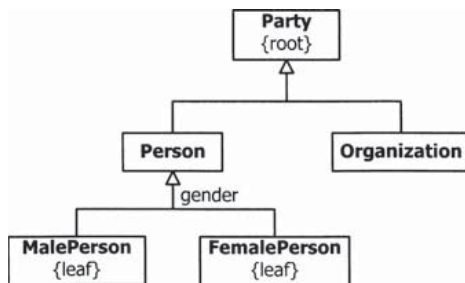 Party
{root}
Person
Organization
gender
MalePerson
FemalePerson
{leaf}
{leaf}